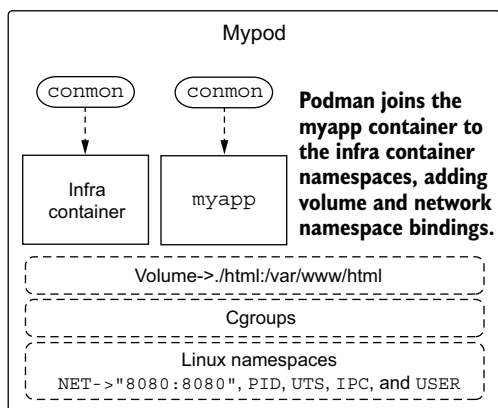 Mypod
conmon
conmon
Podman joins the
myapp container to
the infra container
namespaces, adding
volume and network
namespace bindings.
Infra
container
myapp
Volume->./html:/var/www/html
Cgroups
Linux namespaces
NET->"8080:8080", PID, UTS, IPC, and USER